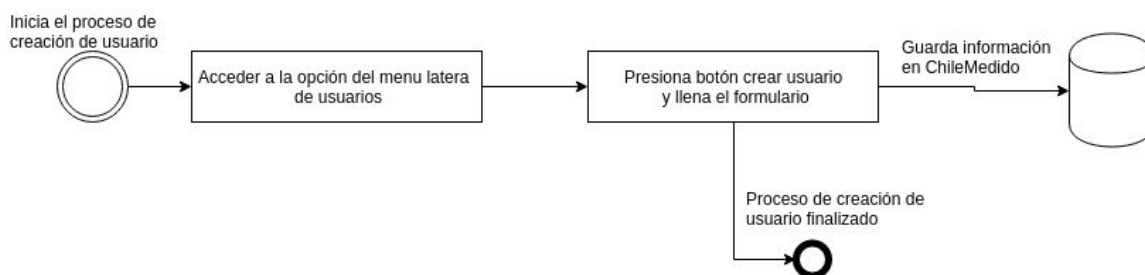 Inicia el proceso de
creación de usuario
Acceder a la opción del menu latera
de usuarios
Presiona botón crear usuario
y llena el formulario
Guarda información
en ChileMedido
Proceso de creación de
usuario finalizado